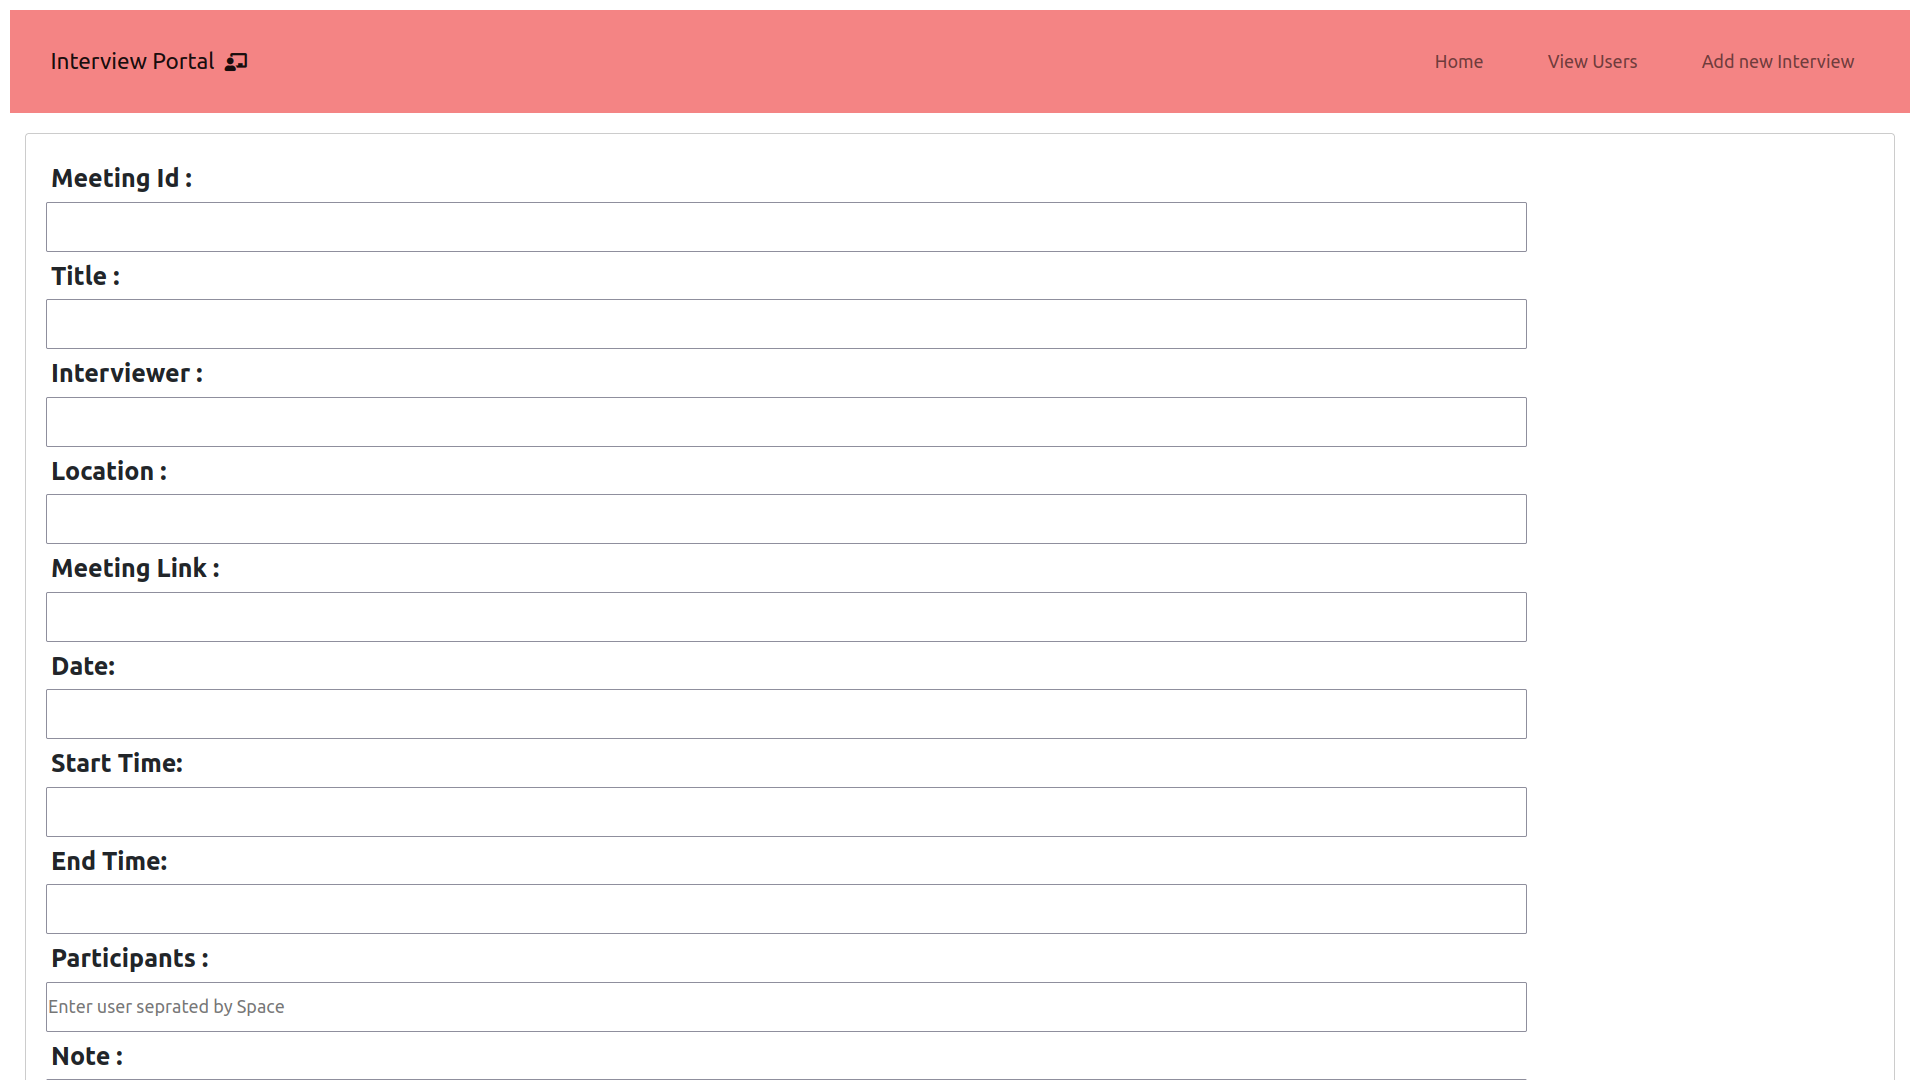 Interview Portal
Home
View Users
Add new Interview
Meeting Id :
Title :
Interviewer :
Location :
Meeting Link :
Date:
Start Time:
End Time:
Participants :
Enter user seprated by Space
Note :